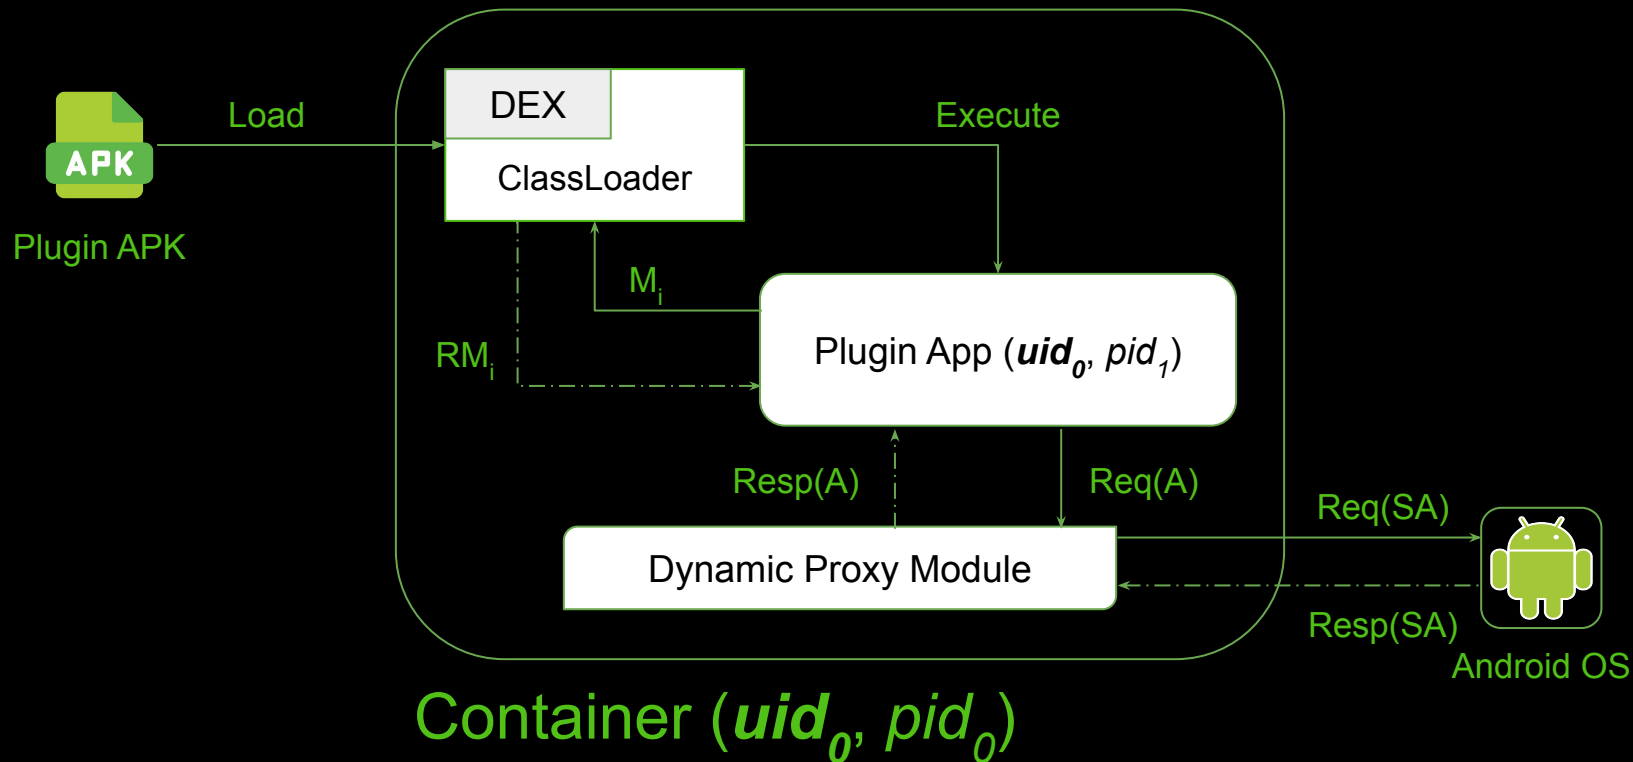 DEX
Load
Execute
APK
ClassLoader
Plugin APK
Mᵢ
RMᵢ
Plugin App (uid₀, pid₁)
Resp(A)
Req(A)
Req(SA)
Dynamic Proxy Module
Resp(SA)
Android OS
Container (uid₀, pid₀)